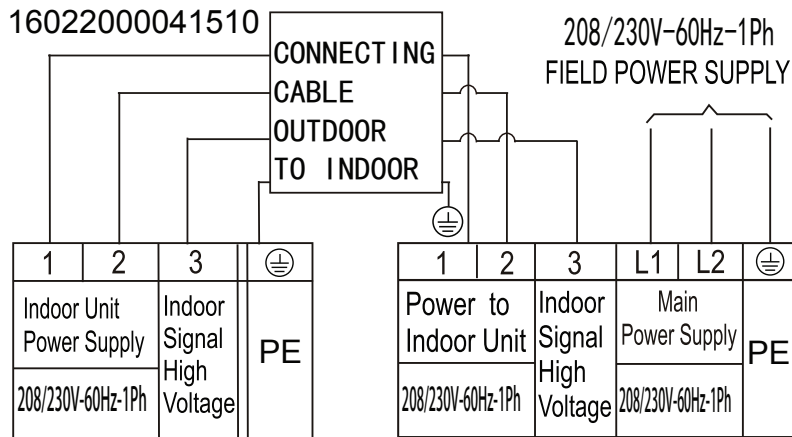 16022000041510
CONNECTING
CABLE
OUTDOOR
TO INDOOR
208/230V-60Hz-1Ph
FIELD POWER SUPPLY
1 2 3
Indoor Unit
Power Supply
208/230V-60Hz-1Ph
Indoor
Signal
High
Voltage
PE
1 2 3 L1 L2
Power to
Indoor Unit
208/230V-60Hz-1Ph
Indoor
Signal
High
Voltage
Main
Power Supply
208/230V-60Hz-1Ph
PE